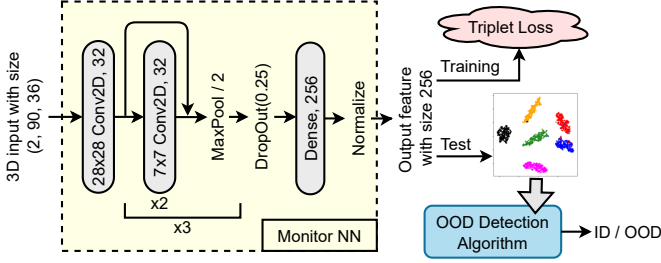 3D input with size
(2, 90, 36)
28x28 Conv2D, 32
7x7 Conv2D, 32
x2
x3
MaxPool / 2
DropOut(0.25)
Dense, 256
Normalize
Monitor NN
Output feature
with size 256
Training
Triplet Loss
Test
OOD Detection
Algorithm
ID / OOD